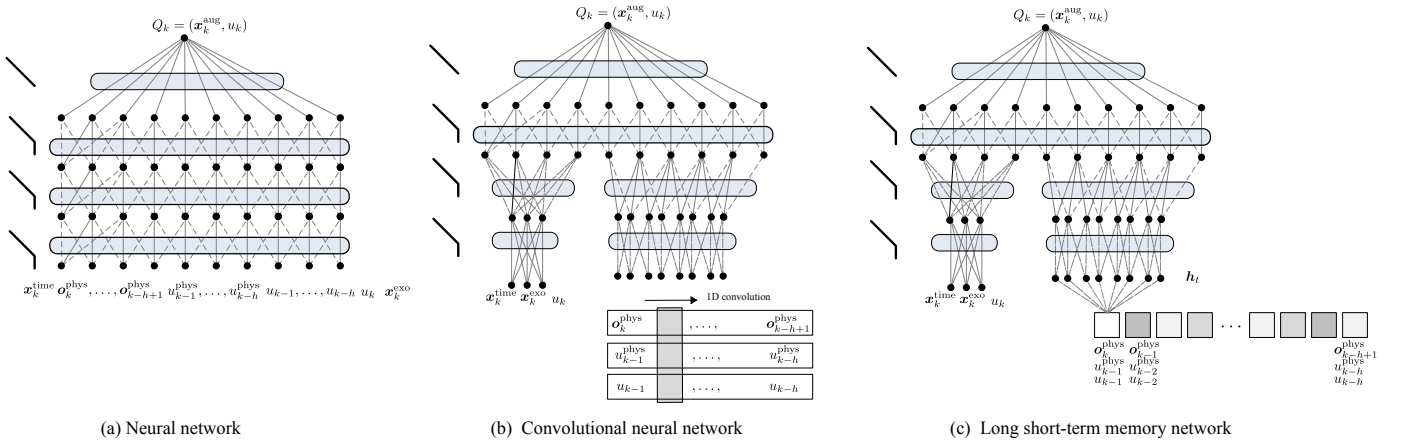 Q_k = (x_k^aug, u_k)
x_k^time o_k^phys, ..., o_{k-h+1}^phys u_{k-1}^phys, ..., u_{k-h}^phys u_{k-1}, ..., u_{k-h} u_k x_k^exo
(a) Neural network
Q_k = (x_k^aug, u_k)
x_k^time x_k^exo u_k
1D convolution
o_k^phys , ..., o_{k-h+1}^phys
u_{k-1}^phys , ..., u_{k-h}^phys
u_{k-1} , ..., u_{k-h}
(b) Convolutional neural network
Q_k = (x_k^aug, u_k)
h_t
x_k^time x_k^exo u_k
...
o_k^phys o_{k-1}^phys o_{k-h+1}^phys
u_{k-1}^phys u_{k-2}^phys u_{k-h}^phys
u_{k-1} u_{k-2} u_{k-h}
(c) Long short-term memory network